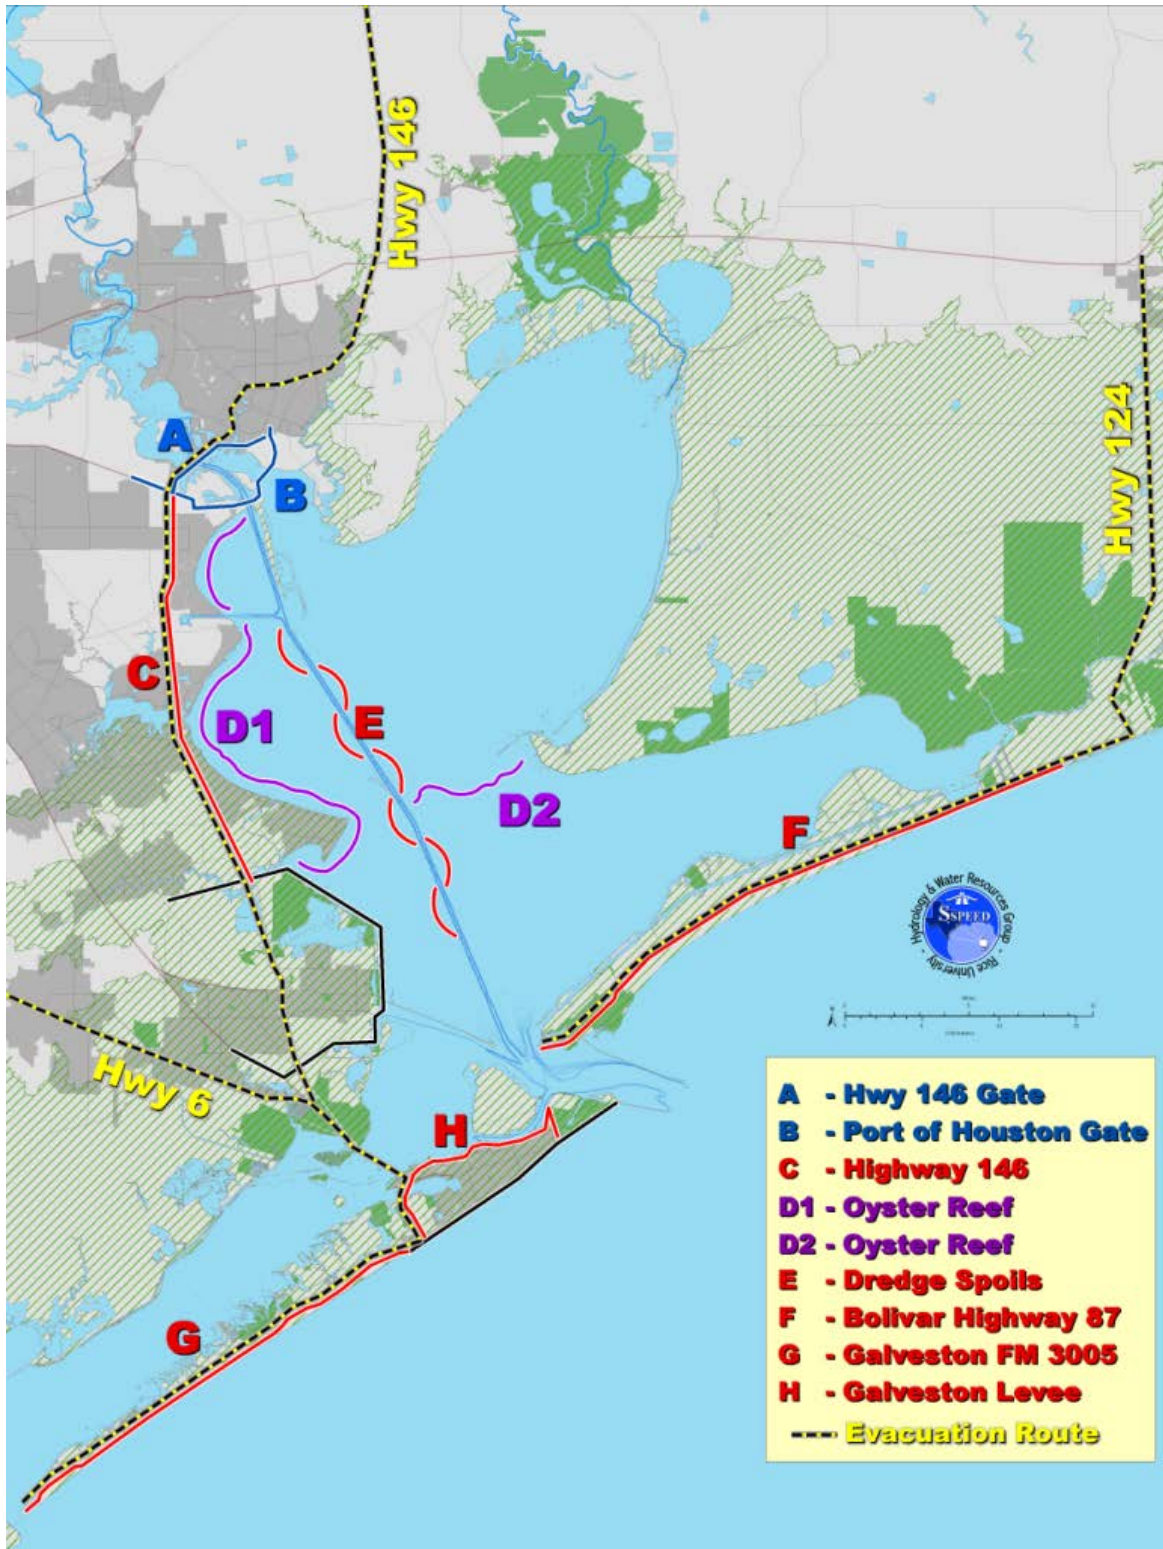 Hwy 146
A
B
Hwy 124
C
D1
E
D2
F
Hydrology & Water Resources Group - Rice University -
SSPEED
Hwy 6
H
G
A - Hwy 146 Gate
B - Port of Houston Gate
C - Highway 146
D1 - Oyster Reef
D2 - Oyster Reef
E - Dredge Spoils
F - Bolivar Highway 87
G - Galveston FM 3005
H - Galveston Levee
Evacuation Route